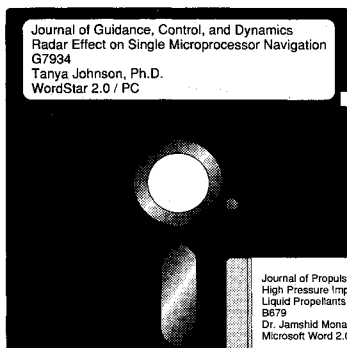 Journal of Guidance, Control, and Dynamics
Radar Effect on Single Microprocessor Navigation
G7934
Tanya Johnson, Ph.D.
WordStar 2.0 / PC
Journal of Propuls
High Pressure Imp
Liquid Propellants
B679
Dr. Jamshid Mona
Microsoft Word 2.0